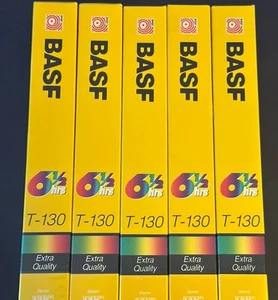 BASF
6½
hrs
T-130
Extra
Quality
BASF
6½
hrs
T-130
Extra
Quality
BASF
6½
hrs
T-130
Extra
Quality
BASF
6½
hrs
T-130
Extra
Quality
BASF
6½
hrs
T-130
Extra
Quality